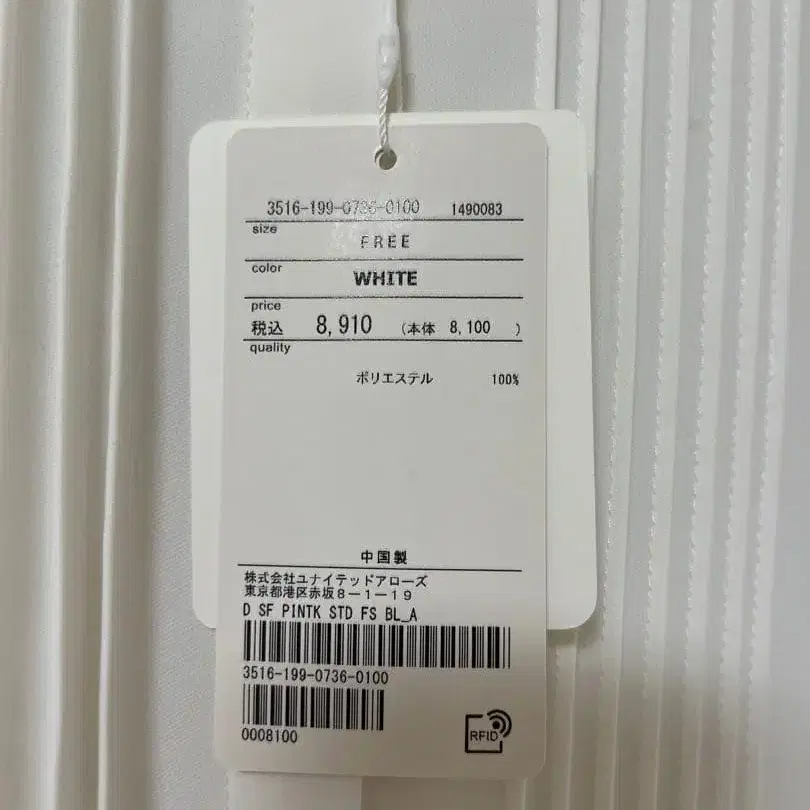 3516-199-0736-0100 1490083
size
FREE
color
WHITE
price
税込 8,910 (本体 8,100 )
quality
ポリエステル 100%
中国製
株式会社ユナイテッドアローズ
東京都港区赤坂8-1-19
D SF PINTK STD FS BL_A
3516-199-0736-0100
0008100
RFID